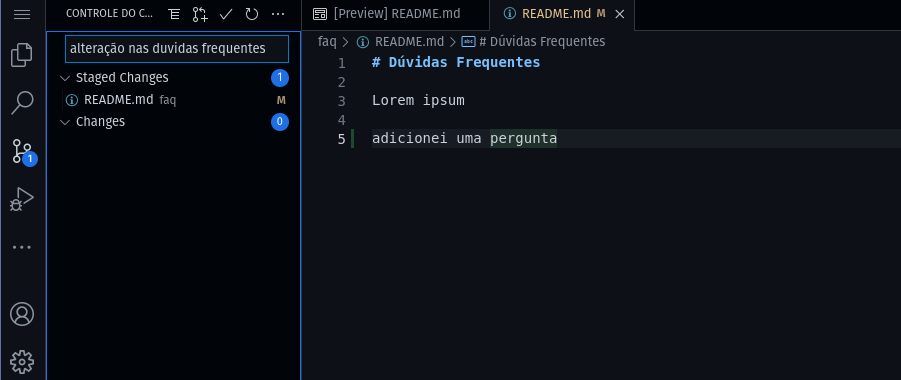 CONTROLE DO C...
[Preview] README.md
README.md M
alteração nas duvidas frequentes
Staged Changes
1
README.md faq
M
Changes
0
1
faq > README.md > abc # Dúvidas Frequentes
1 # Dúvidas Frequentes
2
3 Lorem ipsum
4
5 adicionei uma pergunta